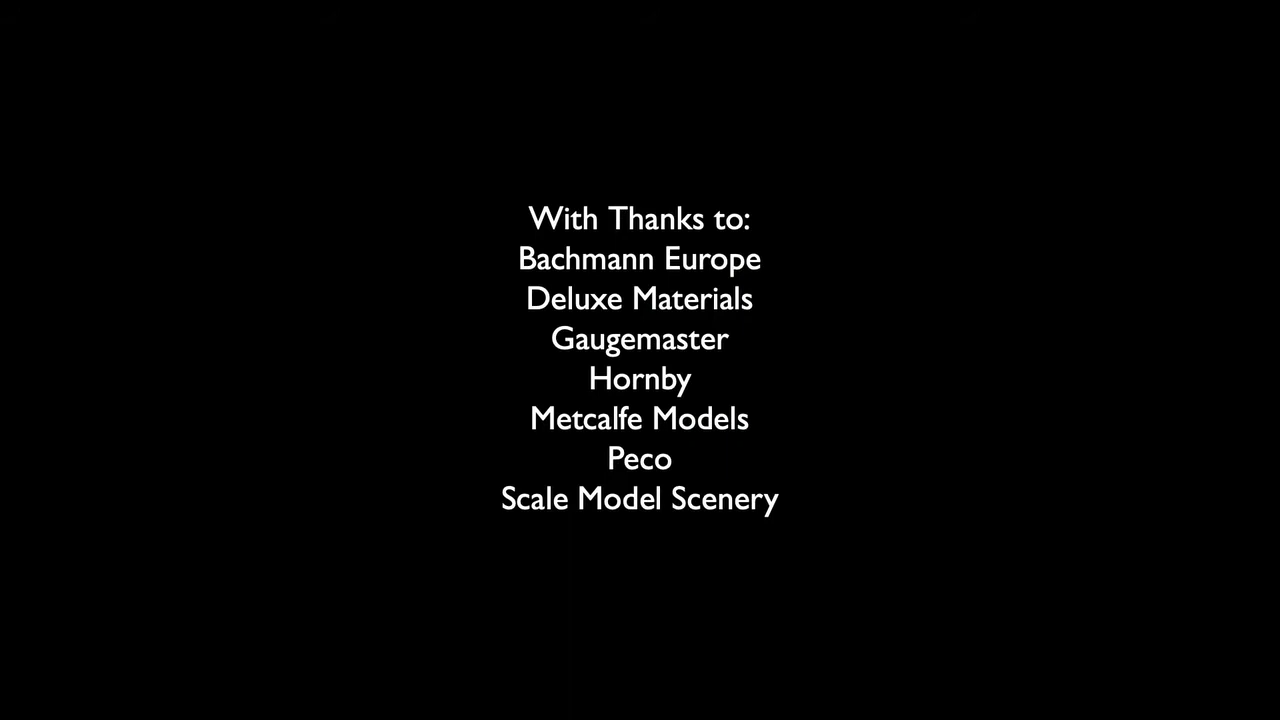 With Thanks to:
Bachmann Europe
Deluxe Materials
Gaugemaster
Hornby
Metcalfe Models
Peco
Scale Model Scenery